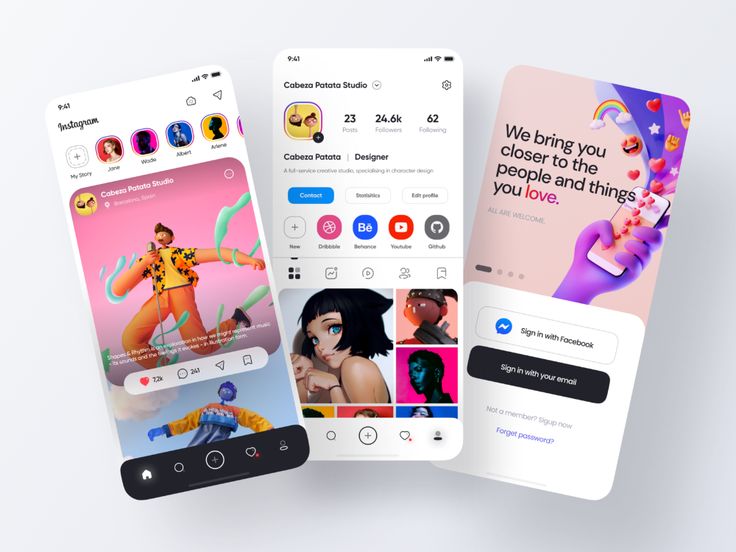 9:41
Instagram
My Story
Jane
Wade
Albert
Arlene
Cabeza Patata Studio
Barcelona, Spain
Shapes & Rhythm is an exploration in how we might represent music
- its sounds and the feelings it evokes - in illustration form.
7,2k
241
9:41
Cabeza Patata Studio
23
24.6k
62
Posts
Followers
Following
Cabeza Patata | Designer
A full-service creative studio, specialising in character design
Contact
Statisitics
Edit profile
Bē
New
Dribbble
Behance
Youtube
Github
We bring you
closer to the
people and things
you love.
ALL ARE WELCOME.
Sign in with Facebook
Sign in with your email
Not a member? Sigup now
Forget password?